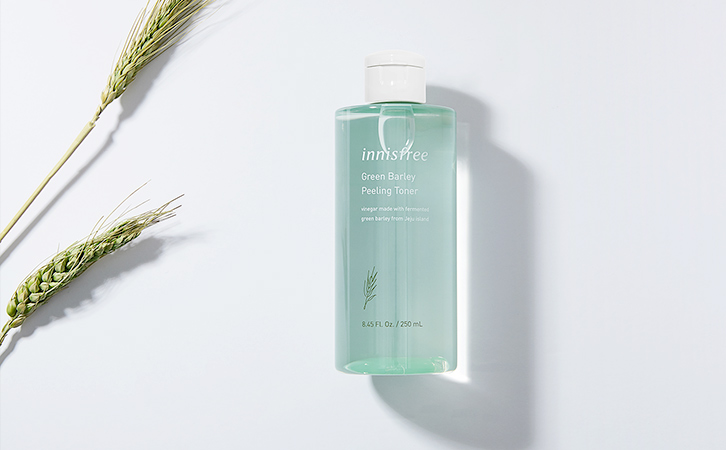 innisfree
Green Barley
Peeling Toner
vinegar made with fermented
green barley from Jeju island
8.45 FL Oz. / 250 mL